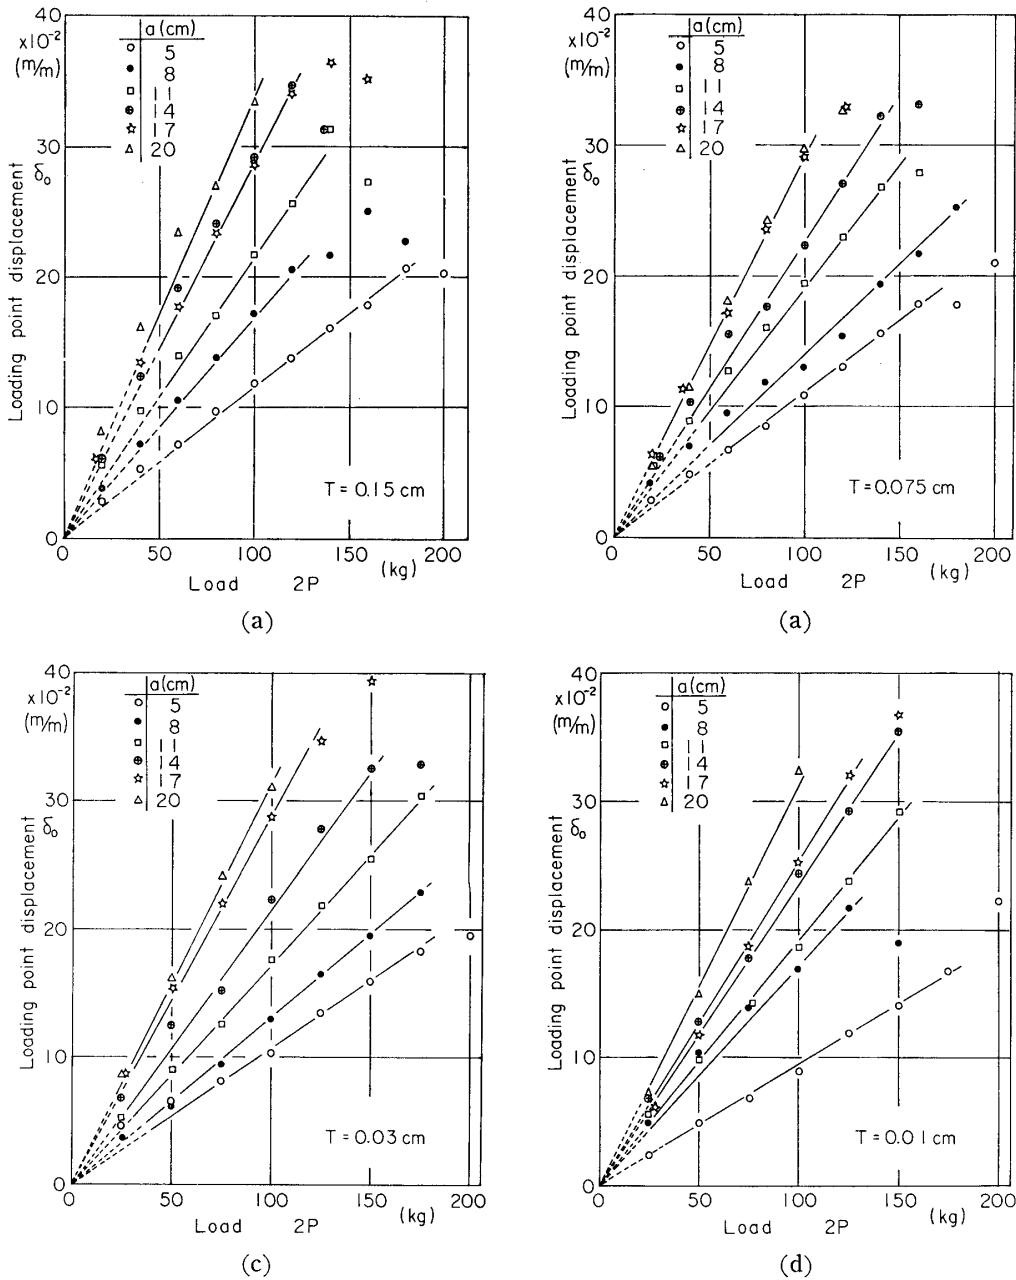 40
×10-2
(m/m)
a(cm)
5
8
11
14
17
20
30
δo
20
10
0
Loading point displacement
T = 0.15 cm
0 50 100 150 200
(kg)
Load 2P
(a)
40
×10-2
(m/m)
a(cm)
5
8
11
14
17
20
30
δo
20
10
0
Loading point displacement
T = 0.075 cm
0 50 100 150 200
(kg)
Load 2P
(a)
40
×10-2
(m/m)
a(cm)
5
8
11
14
17
20
30
δo
20
10
0
Loading point displacement
T = 0.03 cm
0 50 100 150 200
(kg)
Load 2P
(c)
40
×10-2
(m/m)
a(cm)
5
8
11
14
17
20
30
δo
20
10
0
Loading point displacement
T = 0.01 cm
0 50 100 150 200
(kg)
Load 2P
(d)